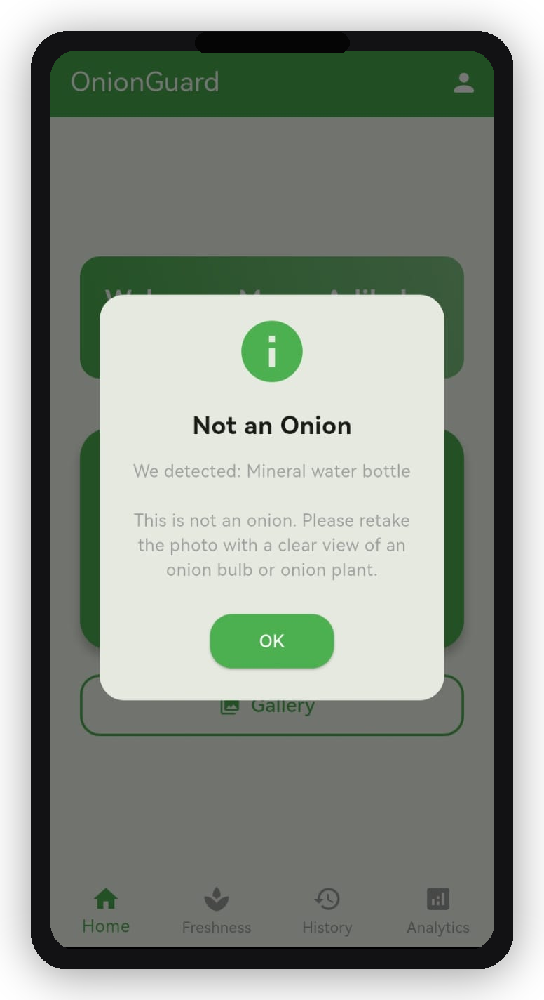 OnionGuard
Not an Onion
We detected: Mineral water bottle
This is not an onion. Please retake
the photo with a clear view of an
onion bulb or onion plant.
OK
Gallery
Home
Freshness
History
Analytics